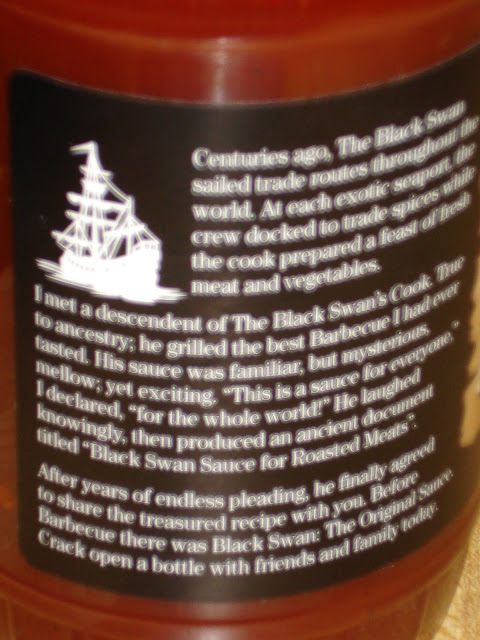 Centuries ago, The Black Swan
sailed trade routes throughout the
world. At each exotic seaport, the
crew docked to trade spices while
the cook prepared a feast of fresh
meat and vegetables.
I met a descendent of The Black Swan's Cook. True
to ancestry; he grilled the best Barbecue I had ever
tasted. His sauce was familiar, but mysterious,
mellow; yet exciting. "This is a sauce for everyone,"
I declared, "for the whole world!" He laughed
knowingly, then produced an ancient document
titled "Black Swan Sauce for Roasted Meats".
After years of endless pleading, he finally agreed
to share the treasured recipe with you. Before
Barbecue there was Black Swan: The Original Sauce.
Crack open a bottle with friends and family today.